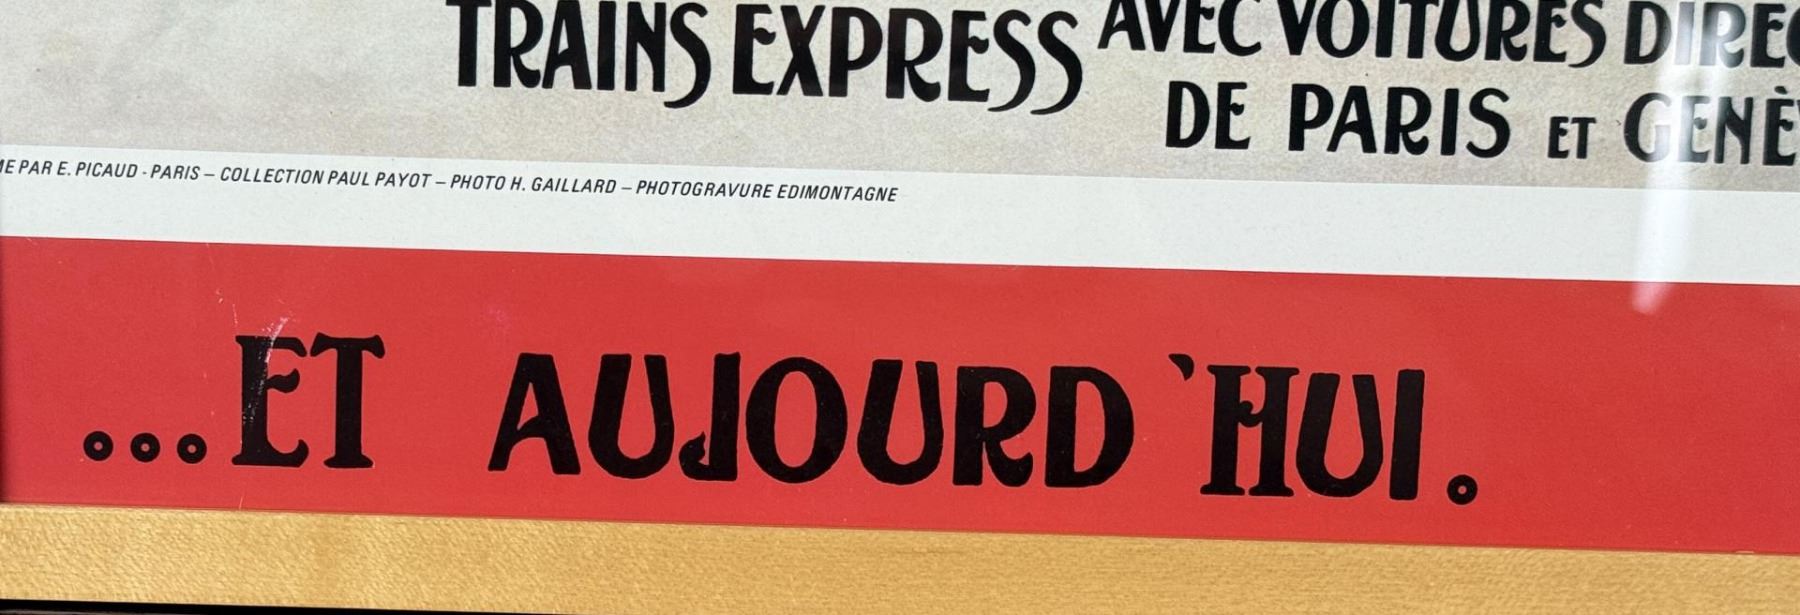 TRAINS EXPRESS AVEC VOITURES DIREC
DE PARIS ET GENÈV
ME PAR E. PICAUD - PARIS – COLLECTION PAUL PAYOT – PHOTO H. GAILLARD – PHOTOGRAVURE EDIMONTAGNE
...ET AUJOURD'HUI.